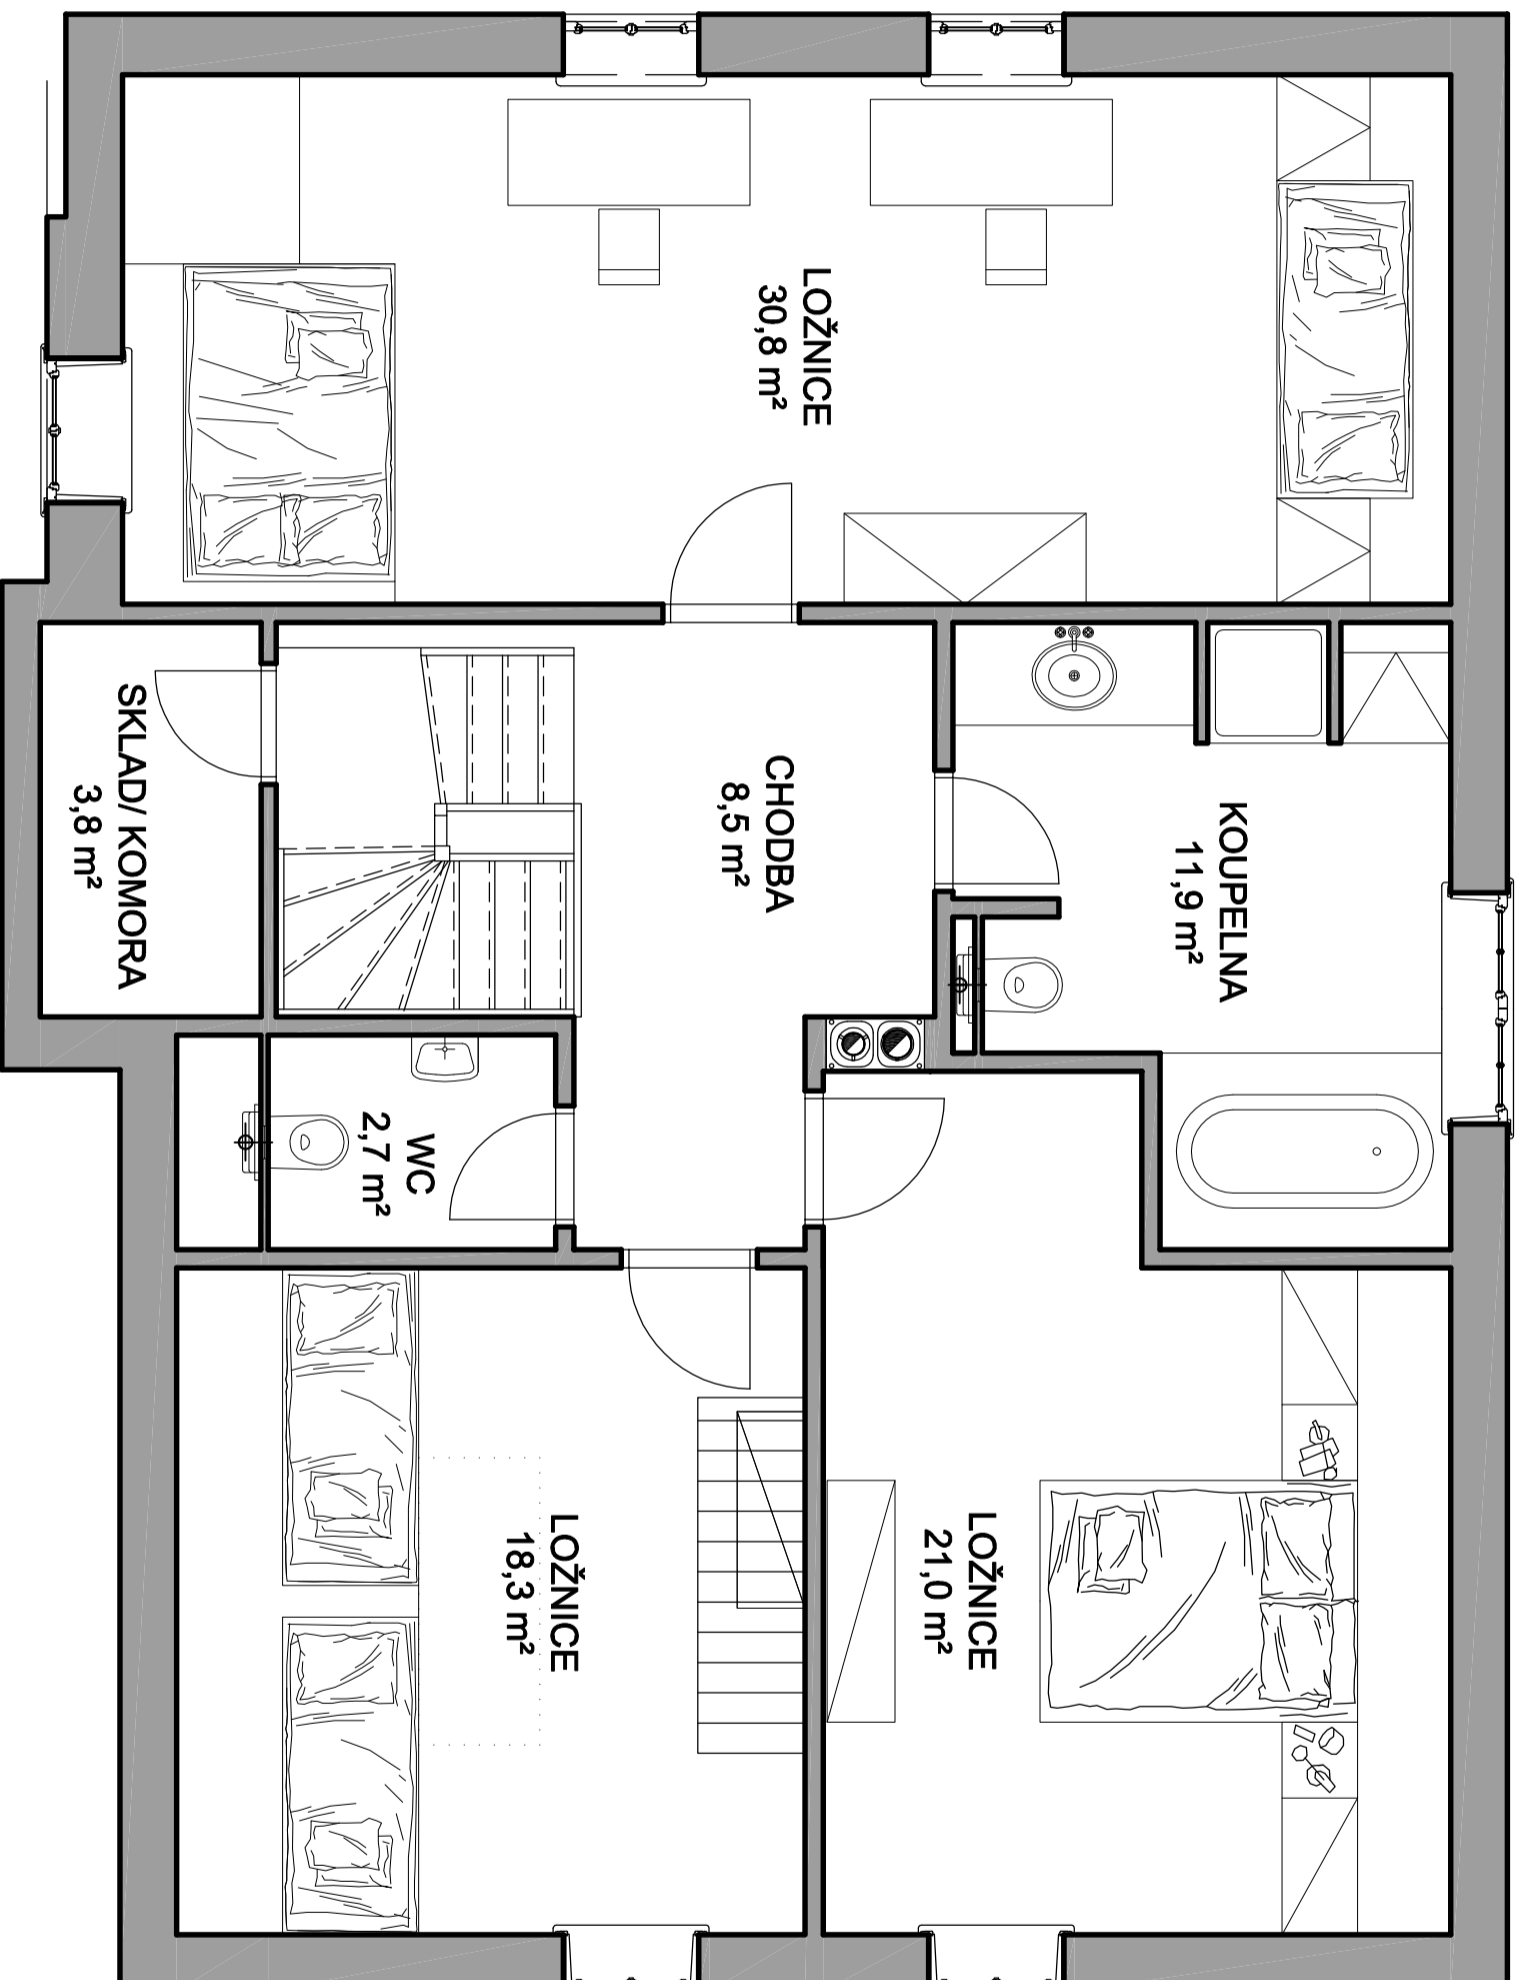 LOŽNICE
30,8 m²
KOUPELNA
11,9 m²
CHODBA
8,5 m²
SKLAD/ KOMORA
3,8 m²
WC
2,7 m²
LOŽNICE
21,0 m²
LOŽNICE
18,3 m²